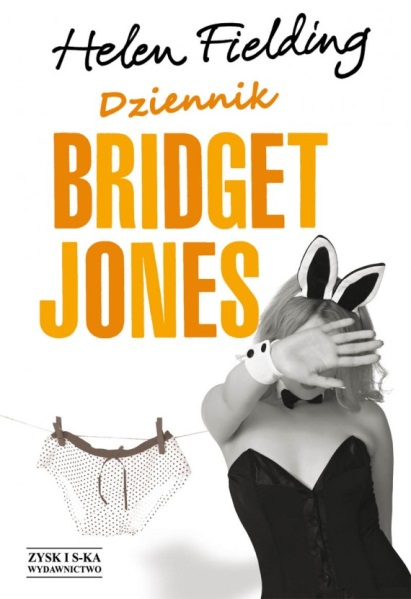 Helen Fielding
Dziennik
BRIDGET
JONES
ZYSK I S-KA
WYDAWNICTWO